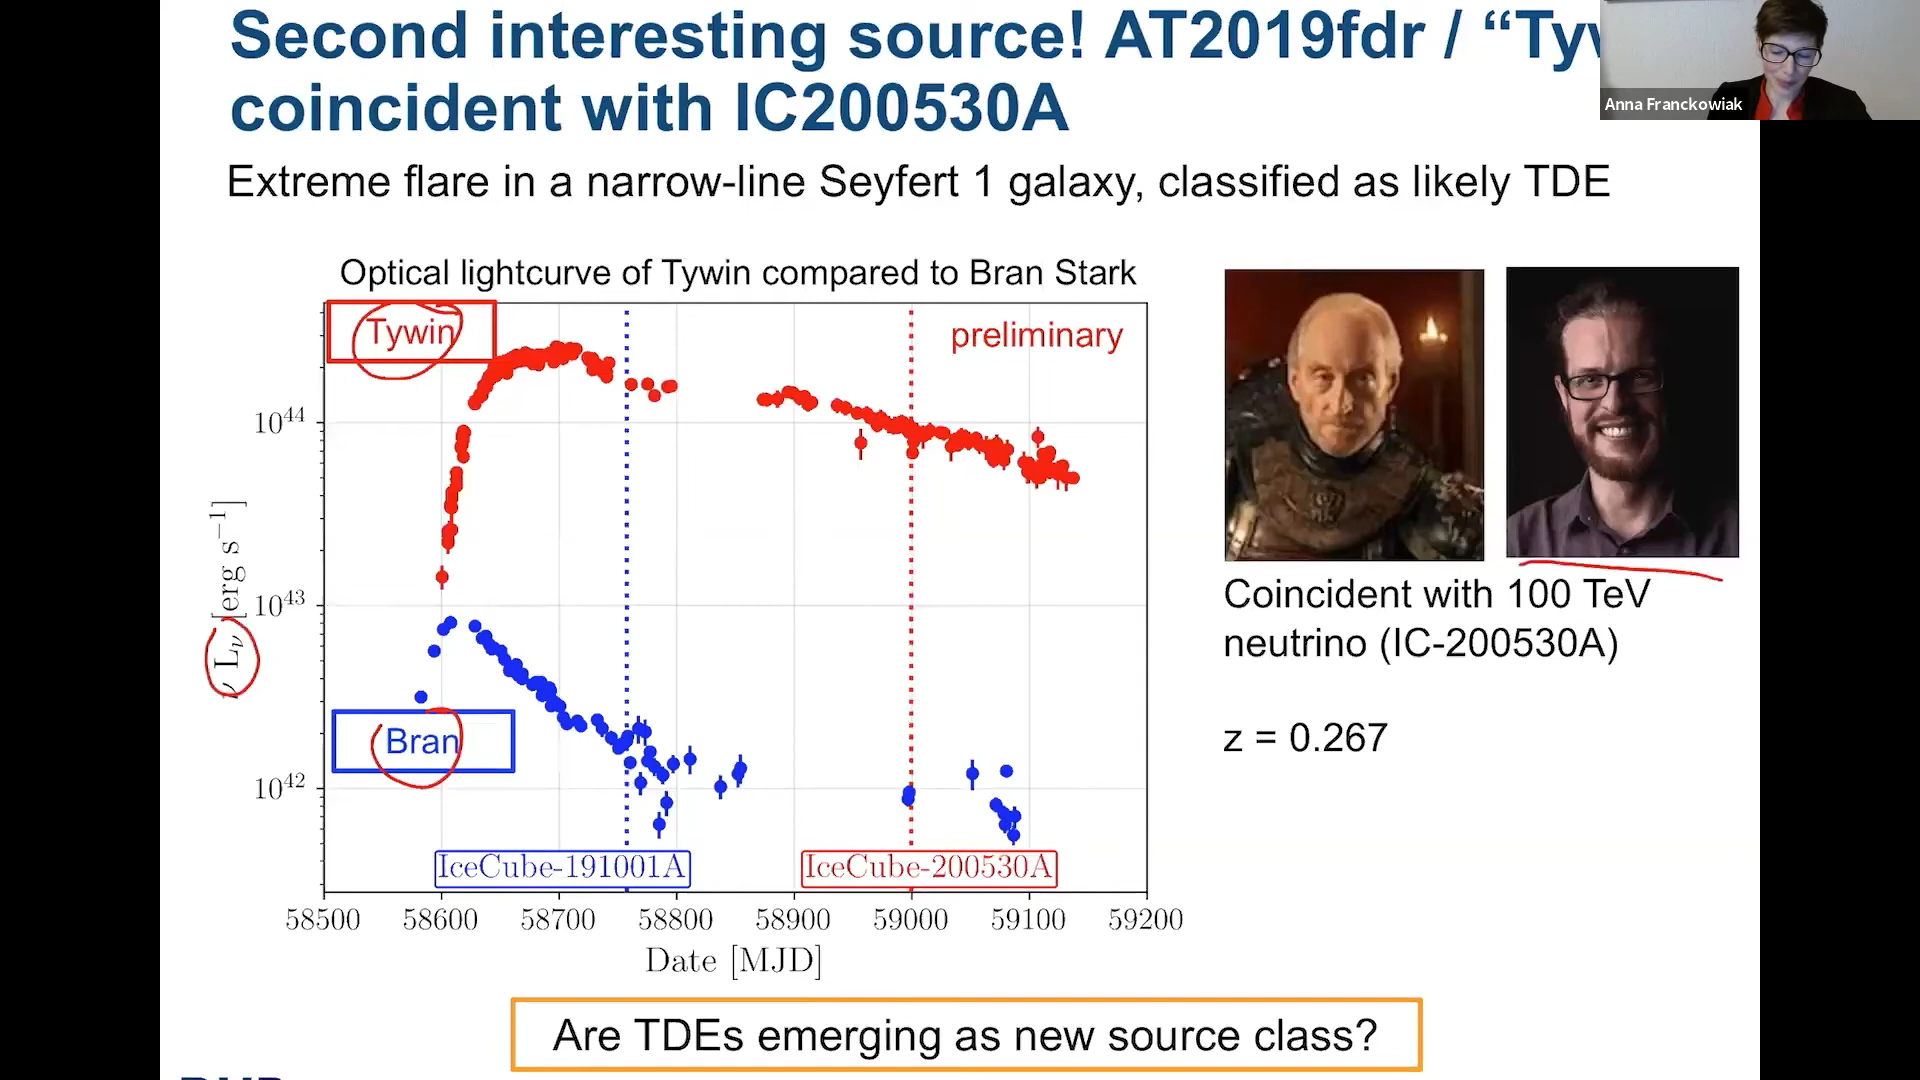 Second interesting source! AT2019fdr / “Tyw
coincident with IC200530A
Anna Franckowiak
Extreme flare in a narrow-line Seyfert 1 galaxy, classified as likely TDE
Optical lightcurve of Tywin compared to Bran Stark
Tywin
preliminary
10^44
10^43
10^42
ν L_ν [erg s^−1]
Bran
IceCube-191001A
IceCube-200530A
58500 58600 58700 58800 58900 59000 59100 59200
Date [MJD]
Coincident with 100 TeV
neutrino (IC-200530A)
z = 0.267
Are TDEs emerging as new source class?